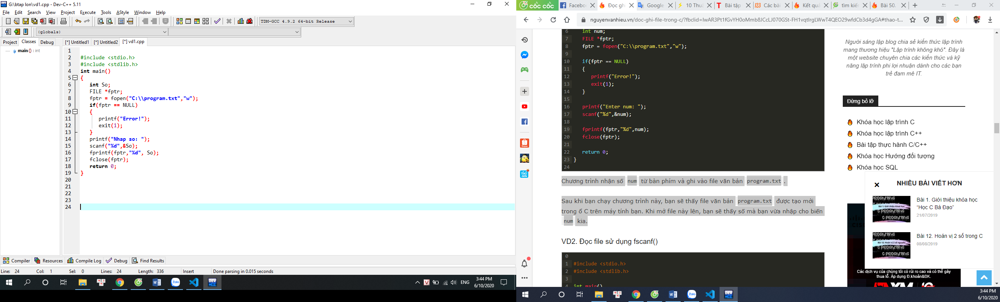 G:\btap lon\vd1.cpp - Dev-C++ 5.11
File Edit Search View Project Execute Tools AStyle Window Help
TDM-GCC 4.9.2 64-bit Release
(globals)
Project Classes Debug
[*] Untitled1 [*] Untitled2 [*] vd1.cpp
main () : int
1
2 #include <stdio.h>
3 #include <stdlib.h>
4 int main()
5 {
6 int So;
7 FILE *fptr;
8 fptr = fopen("C:\\program.txt","w");
9 if(fptr == NULL)
10 {
11 printf("Error!");
12 exit(1);
13 }
14 printf("Nhap so: ");
15 scanf("%d",&So);
16 fprintf(fptr,"%d", So);
17 fclose(fptr);
18 return 0;
19 }
20
21
22
23
24
Compiler Resources Compile Log Debug Find Results
Line: 24 Col: 1 Sel: 0 Lines: 24 Length: 336 Insert Done parsing in 0.015 seconds
ENG
3:44 PM
6/10/2020
cốc cốc
Facebo
Đọc ghi
Google
10 Thuả
Bài tập
Các bài
Kết quả
tìm kiế
Bài 50.
nguyenvanhieu.vn/doc-ghi-file-trong-c/?fbclid=IwAR3Pt1fGvYH0oMmb8JCcLJ070GSt-FH1vqtIrgLWwT4QEO29wfdCb3d4gGA#thao-t...
6 int num;
7 FILE *fptr;
8 fptr = fopen("C:\\program.txt","w");
9
10 if(fptr == NULL)
11 {
12 printf("Error!");
13 exit(1);
14 }
15
16 printf("Enter num: ");
17 scanf("%d",&num);
18
19 fprintf(fptr,"%d",num);
20 fclose(fptr);
21
22 return 0;
23 }
24
Chương trình nhận số num từ bàn phím và ghi vào file văn bản program.txt .
Sau khi bạn chạy chương trình này, bạn sẽ thấy file văn bản program.txt được tạo mới
trong ổ C trên máy tính bạn. Khi mở file này lên, bạn sẽ thấy số mà bạn vừa nhập cho biến
num kia.
VD2. Đọc file sử dụng fscanf()
0
1 #include <stdio.h>
2 #include <stdlib.h>
3
4 int main()
Người sáng lập blog chia sẻ kiến thức lập trình
mang thương hiệu "Lập trình không khó". Đây là
một website chuyên chia các kiến thức và kỹ
năng lập trình phi lợi nhuận dành cho các bạn
trẻ đam mê IT.
Đừng bỏ lỡ
Khóa học lập trình C
Khóa học lập trình C++
Bài tập thực hành C/C++
Khóa học Hướng đối tượng
Khóa học SQL
NHIỀU BÀI VIẾT HƠN
Bài 1. Giới thiệu khóa học
“Học C Bá Đạo”
21/07/2019
Bài 12. Hoán vị 2 số trong C
08/08/2019
Các dịch vụ của chúng tôi có rủi ro cao và có thể gây
thua lỗ. Áp dụng Đ.khoản&ĐK.
3:44 PM
6/10/2020